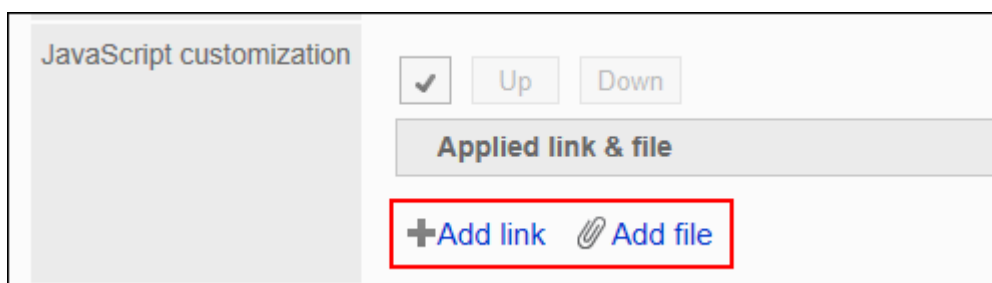 JavaScript customization
Up Down
Applied link & file
Add link Add file